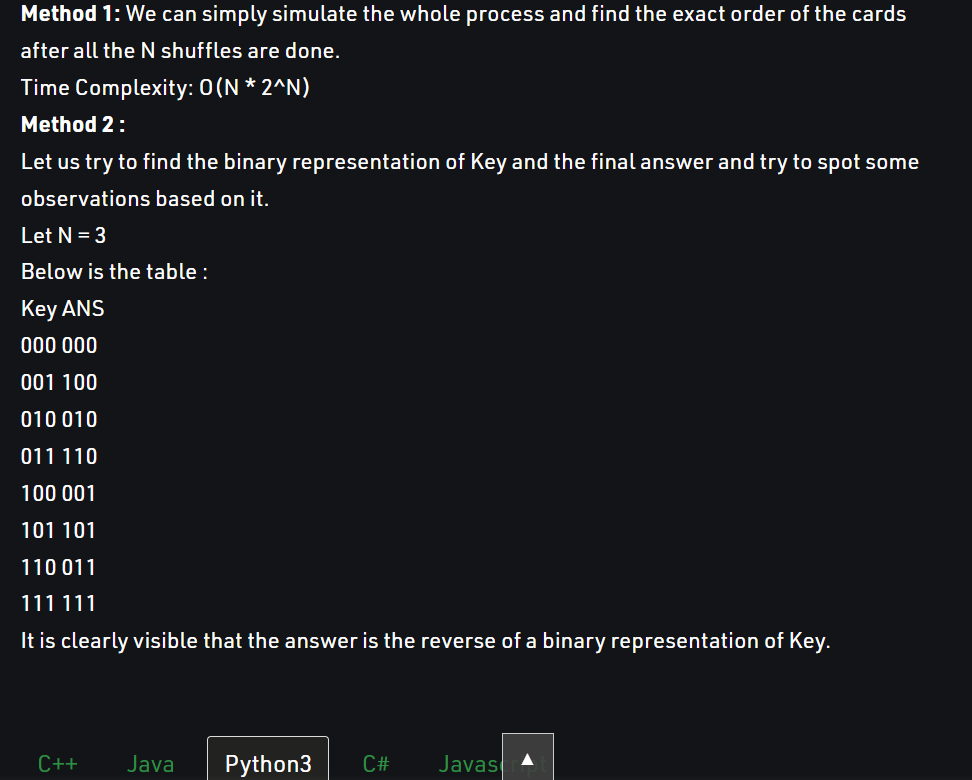 Method 1: We can simply simulate the whole process and find the exact order of the cards
after all the N shuffles are done.
Time Complexity: O(N * 2^N)
Method 2 :
Let us try to find the binary representation of Key and the final answer and try to spot some
observations based on it.
Let N = 3
Below is the table :
Key ANS
000 000
001 100
010 010
011 110
100 001
101 101
110 011
111 111
It is clearly visible that the answer is the reverse of a binary representation of Key.
C++ Java Python3 C# Javascript